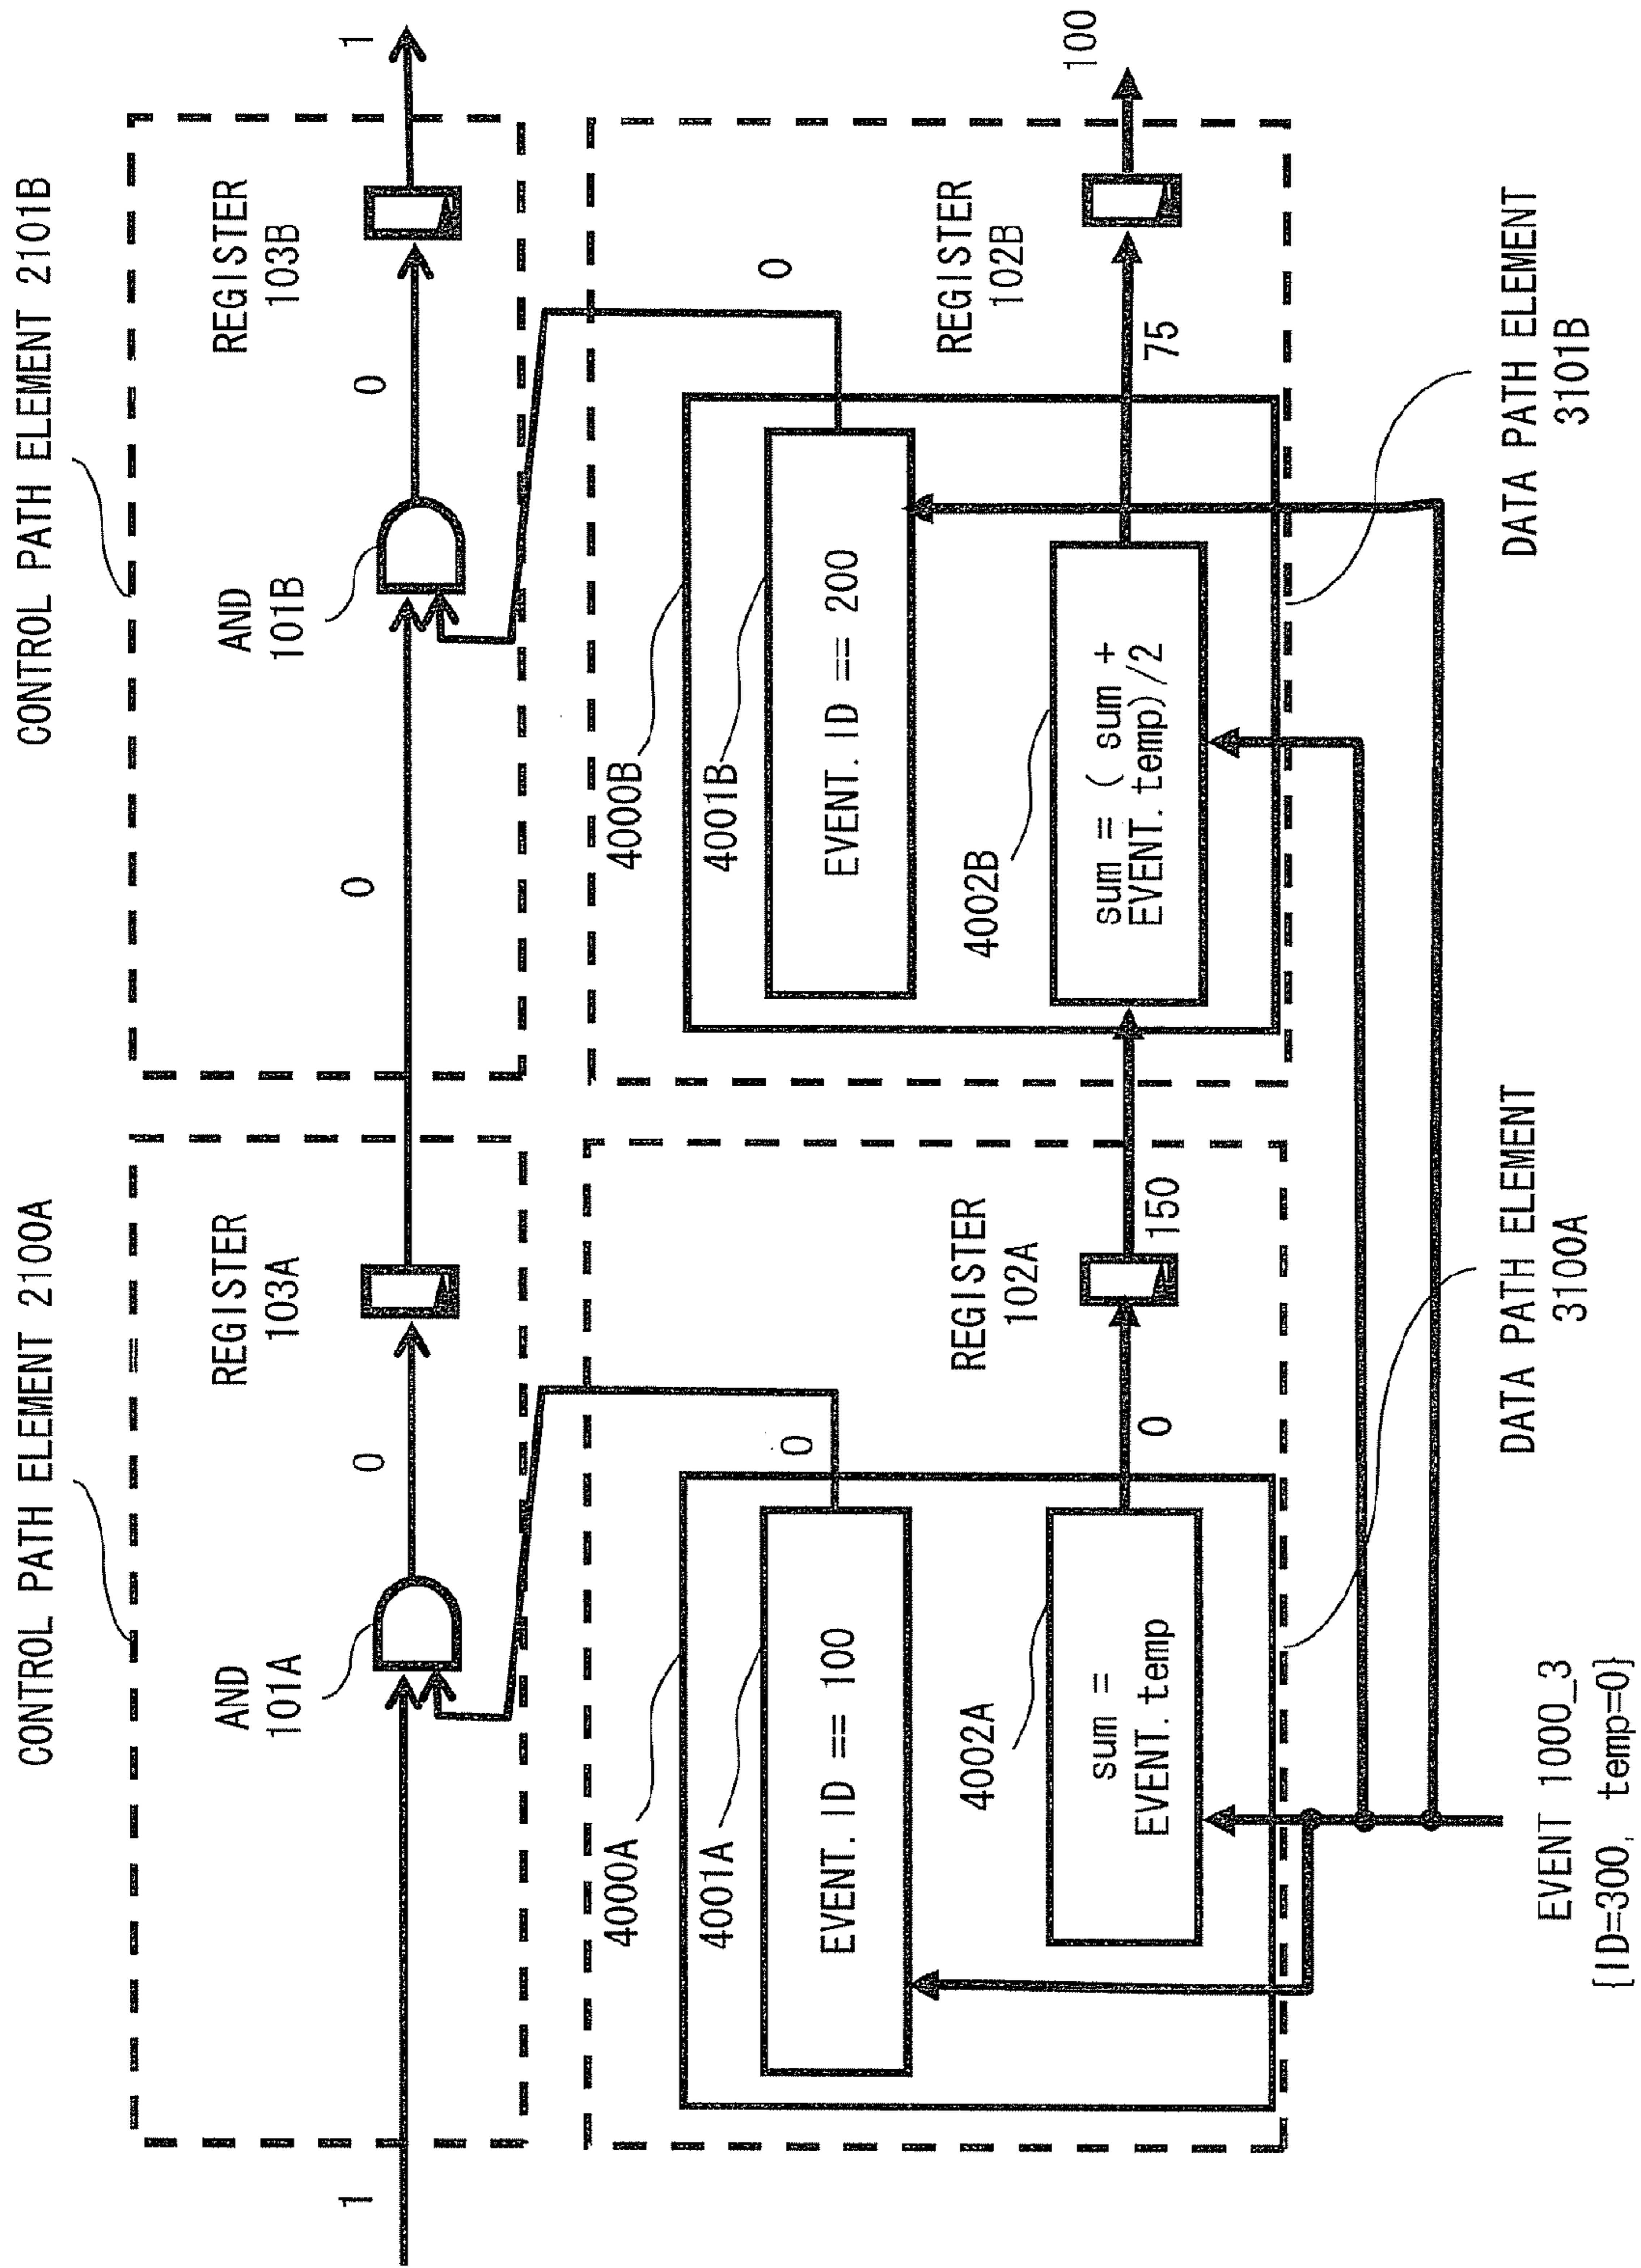 CONTROL PATH ELEMENT 2100A
CONTROL PATH ELEMENT 2101B
1
AND
101A
0
REGISTER
103A
0
AND
101B
0
REGISTER
103B
1
4000A
4001A
EVENT. ID == 100
0
4002A
sum =
EVENT. temp
0
REGISTER
102A
150
4000B
4001B
EVENT. ID == 200
0
4002B
sum = ( sum +
EVENT. temp)/2
75
REGISTER
102B
100
EVENT 1000_3
[ID=300, temp=0}
DATA PATH ELEMENT
3100A
DATA PATH ELEMENT
3101B